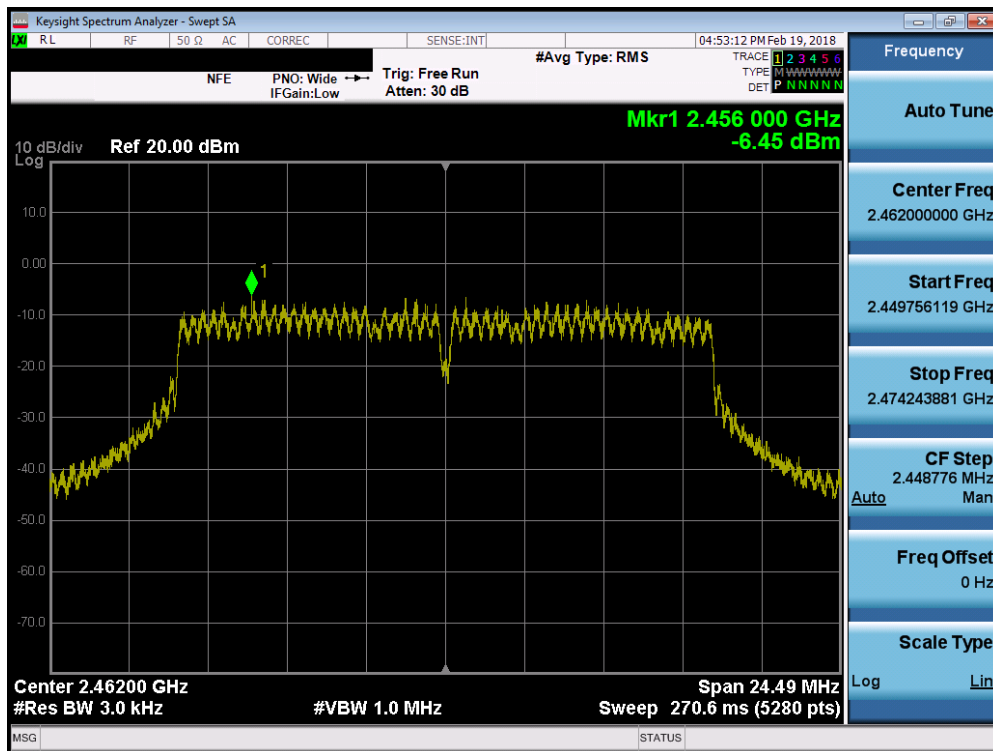 Keysight Spectrum Analyzer - Swept SA
LXI RL RF 50 Ω AC CORREC SENSE:INT 04:53:12 PM Feb 19, 2018
Frequency
NFE PNO: Wide Trig: Free Run #Avg Type: RMS TRACE 1 2 3 4 5 6
TYPE M W W W W W
IFGain:Low Atten: 30 dB DET P N N N N N
Auto Tune
Mkr1 2.456 000 GHz
-6.45 dBm
10 dB/div Ref 20.00 dBm
Log
10.0
0.00
-10.0
-20.0
-30.0
-40.0
-50.0
-60.0
-70.0
1
Center Freq
2.462000000 GHz
Start Freq
2.449756119 GHz
Stop Freq
2.474243881 GHz
CF Step
2.448776 MHz
Auto Man
Freq Offset
0 Hz
Scale Type
Log Lin
Center 2.46200 GHz Span 24.49 MHz
#Res BW 3.0 kHz #VBW 1.0 MHz Sweep 270.6 ms (5280 pts)
MSG STATUS